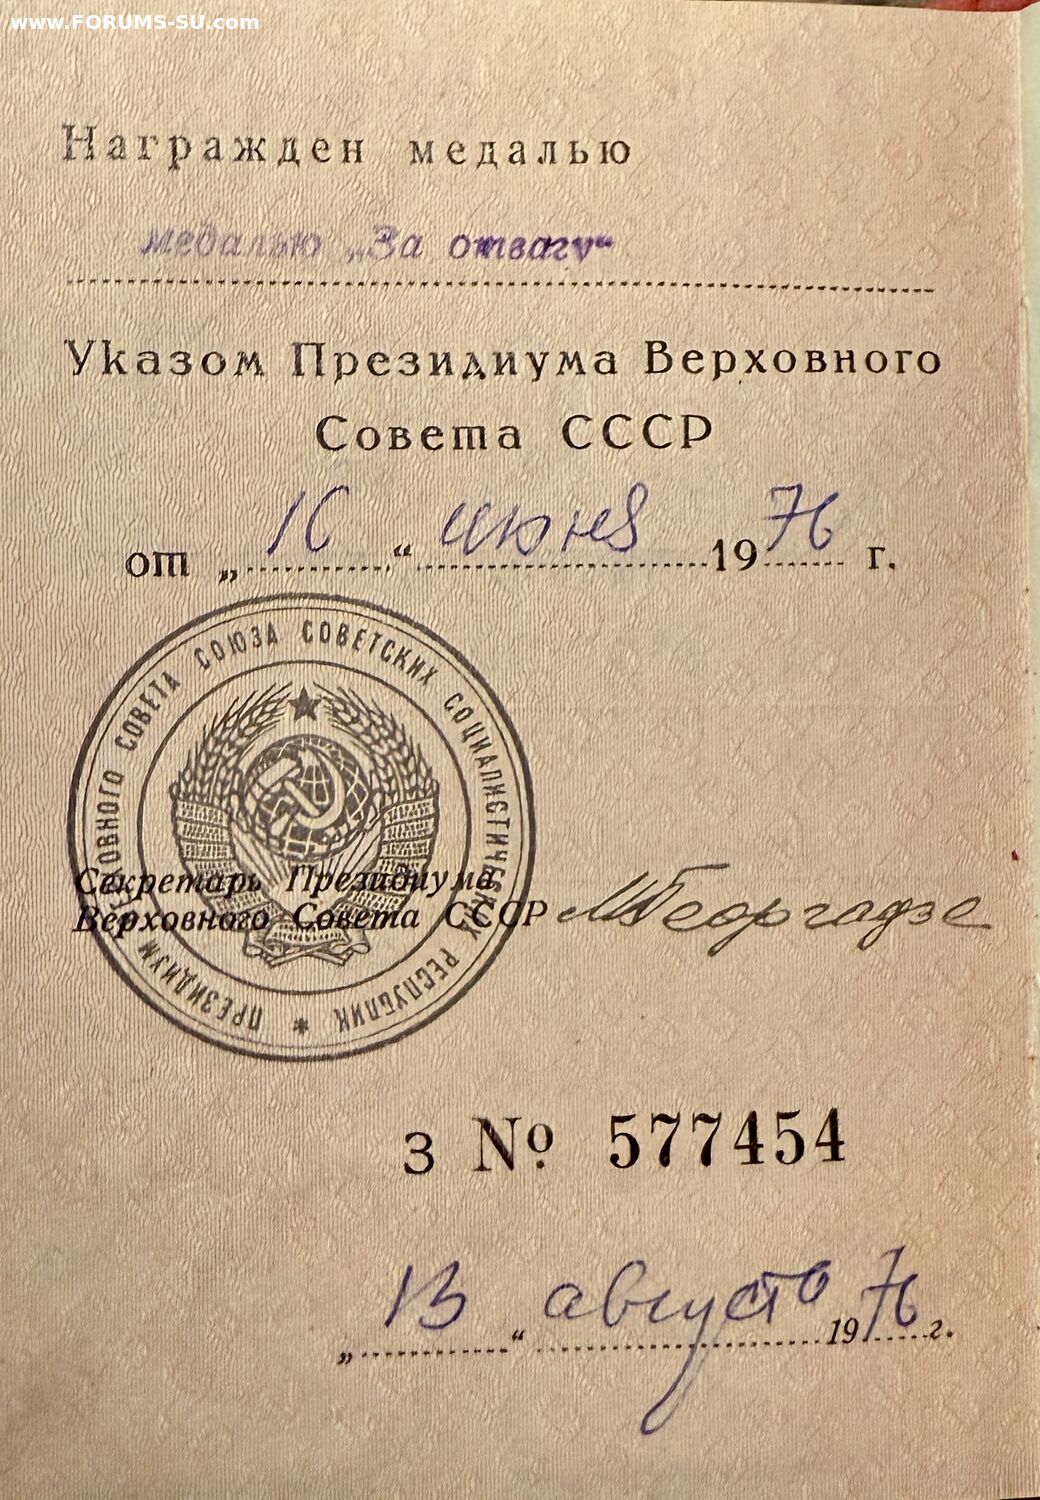 www.FORUMS-SU.com
Награжден медалью
медалью „За отвагу“
Указом Президиума Верховного
Совета СССР
от „16“ июня 1976 г.
ПРЕЗИДИУМ ВЕРХОВНОГО СОВЕТА СОЮЗА СОВЕТСКИХ СОЦИАЛИСТИЧЕСКИХ РЕСПУБЛИК *
Секретарь Президиума
Верховного Совета СССР МГеоргадзе
З № 577454
„13“ августа 1976 г.